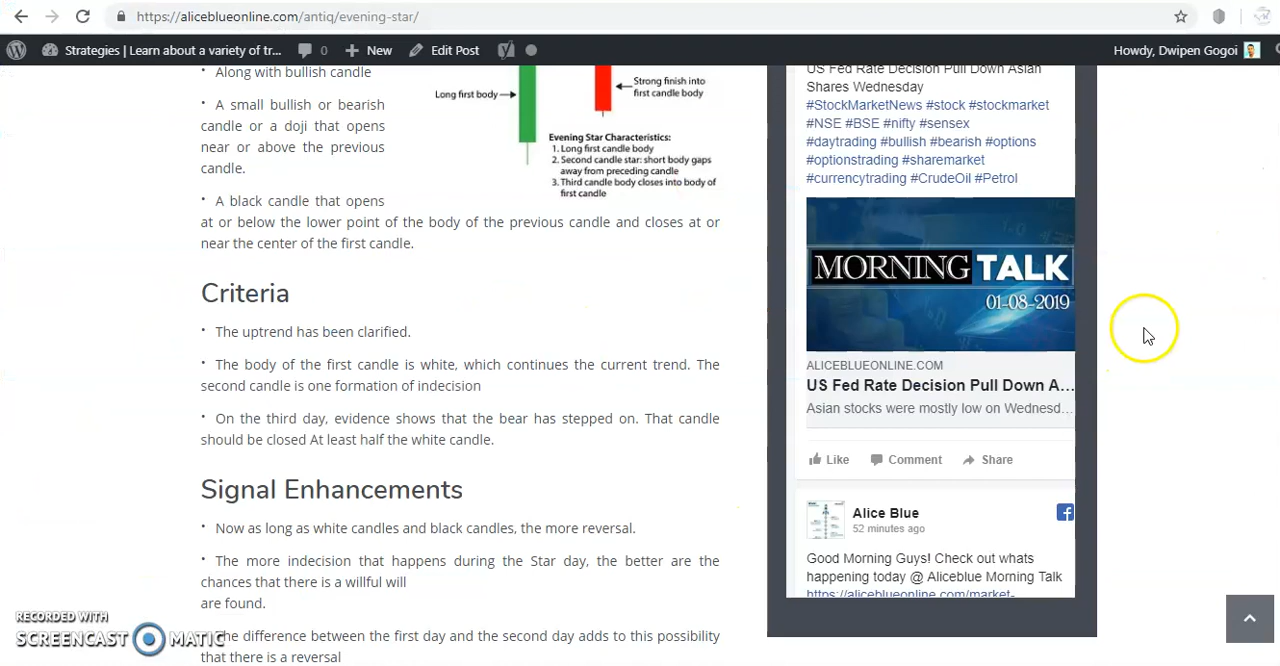 https://aliceblueonline.com/antiq/evening-star/
Strategies | Learn about a variety of tr... 0 New Edit Post Howdy, Dwipen Gogoi
• Along with bullish candle
• A small bullish or bearish
candle or a doji that opens
near or above the previous
candle.
• A black candle that opens
at or below the lower point of the body of the previous candle and closes at or
near the center of the first candle.
Long first body
Strong finish into
first candle body
Evening Star Characteristics:
1. Long first candle body
2. Second candle star: short body gaps
away from preceding candle
3. Third candle body closes into body of
first candle
Criteria
• The uptrend has been clarified.
• The body of the first candle is white, which continues the current trend. The
second candle is one formation of indecision
• On the third day, evidence shows that the bear has stepped on. That candle
should be closed At least half the white candle.
Signal Enhancements
• Now as long as white candles and black candles, the more reversal.
• The more indecision that happens during the Star day, the better are the
chances that there is a willful will
are found.
The difference between the first day and the second day adds to this possibility
that there is a reversal
US Fed Rate Decision Pull Down Asian
Shares Wednesday
#StockMarketNews #stock #stockmarket
#NSE #BSE #nifty #sensex
#daytrading #bullish #bearish #options
#optionstrading #sharemarket
#currencytrading #CrudeOil #Petrol
MORNING TALK
01-08-2019
ALICEBLUEONLINE.COM
US Fed Rate Decision Pull Down A...
Asian stocks were mostly low on Wednesd...
Like Comment Share
Alice Blue
52 minutes ago
Good Morning Guys! Check out whats
happening today @ Aliceblue Morning Talk
https://aliceblueonline.com/market-
RECORDED WITH
SCREENCAST MATIC